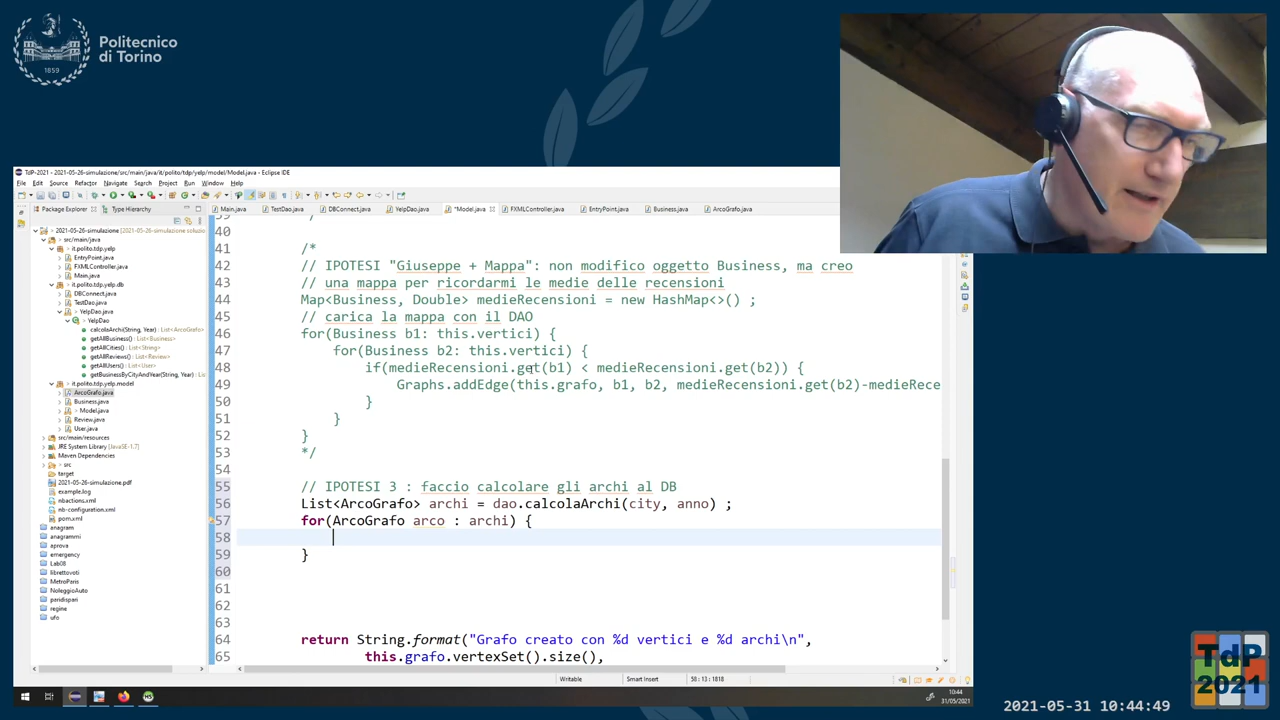 Politecnico
di Torino
1859
TdP-2021 - 2021-05-26-simulazione/src/main/java/it/polito/tdp/yelp/model/Model.java - Eclipse IDE
File Edit Source Refactor Navigate Search Project Run Window Help
Package Explorer Type Hierarchy
Main.java TestDao.java DBConnect.java YelpDao.java *Model.java FXMLController.java EntryPoint.java Business.java ArcoGrafo.java
2021-05-26-simulazione
src/main/java
it.polito.tdp.yelp
EntryPoint.java
FXMLController.java
Main.java
it.polito.tdp.yelp.db
DBConnect.java
TestDao.java
YelpDao.java
YelpDao
calcolaArchi(String, Year) : List<ArcoGrafo>
getAllBusiness() : List<Business>
getAllCities() : List<String>
getAllReviews() : List<Review>
getAllUsers() : List<User>
getBusinessByCityAndYear(String, Year) : List
it.polito.tdp.yelp.model
ArcoGrafo.java
Business.java
Model.java
Review.java
User.java
src/main/resources
JRE System Library [JavaSE-1.7]
Maven Dependencies
src
target
2021-05-26-simulazione.pdf
example.log
nbactions.xml
nb-configuration.xml
pom.xml
anagram
anagrammi
aprova
emergency
Lab08
librettovoti
MetroParis
NoleggioAuto
paridispari
regine
ufo
39 */
40
41 /*
42 // IPOTESI "Giuseppe + Mappa": non modifico oggetto Business, ma creo
43 // una mappa per ricordarmi le medie delle recensioni
44 Map<Business, Double> medieRecensioni = new HashMap<>() ;
45 // carica la mappa con il DAO
46 for(Business b1: this.vertici) {
47 for(Business b2: this.vertici) {
48 if(medieRecensioni.get(b1) < medieRecensioni.get(b2)) {
49 Graphs.addEdge(this.grafo, b1, b2, medieRecensioni.get(b2)-medieRece
50 }
51 }
52 }
53 */
54
55 // IPOTESI 3 : faccio calcolare gli archi al DB
56 List<ArcoGrafo> archi = dao.calcolaArchi(city, anno) ;
57 for(ArcoGrafo arco : archi) {
58
59 }
60
61
62
63
64 return String.format("Grafo creato con %d vertici e %d archi\n",
65 this.grafo.vertexSet().size(),
Writable Smart Insert 58 : 13 : 1818
10:44
31/05/2021
TdP
2021
2021-05-31 10:44:49